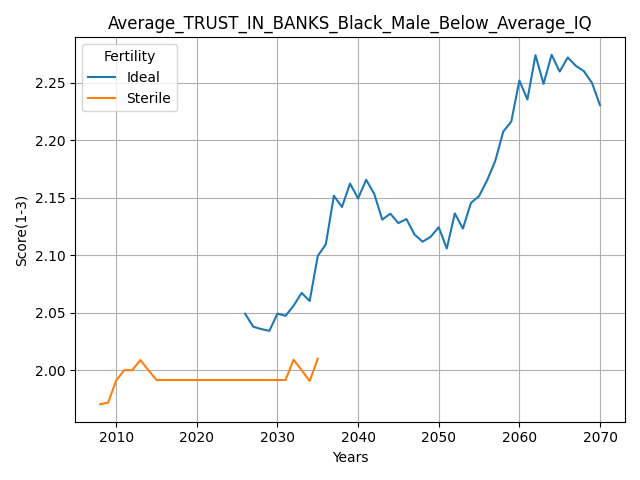 Average_TRUST_IN_BANKS_Black_Male_Below_Average_IQ
Fertility
Ideal
Sterile
2.25
2.20
2.15
2.10
2.05
2.00
Score(1-3)
2010
2020
2030
2040
2050
2060
2070
Years